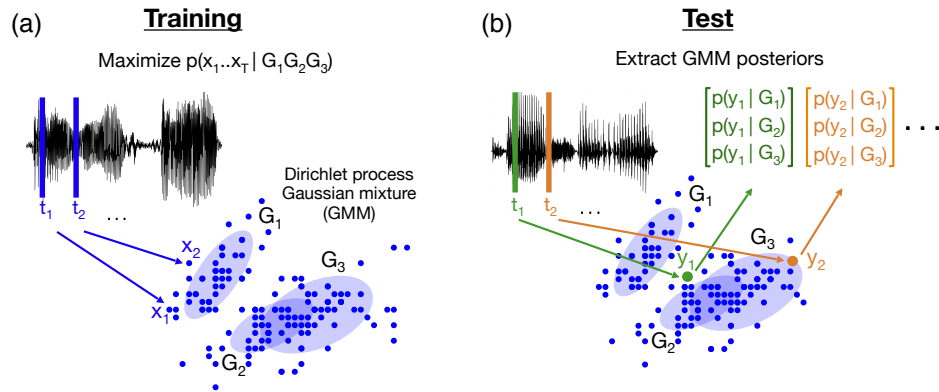 (a)
Training
Maximize p(x₁..x_T | G₁G₂G₃)
t₁ t₂ ...
Dirichlet process
Gaussian mixture
(GMM)
G₁
x₂
G₃
x₁
G₂
(b)
Test
Extract GMM posteriors
p(y₁ | G₁) p(y₂ | G₁)
p(y₁ | G₂) p(y₂ | G₂) ...
p(y₁ | G₃) p(y₂ | G₃)
t₁ t₂ ...
G₁
G₃
y₁ y₂
G₂